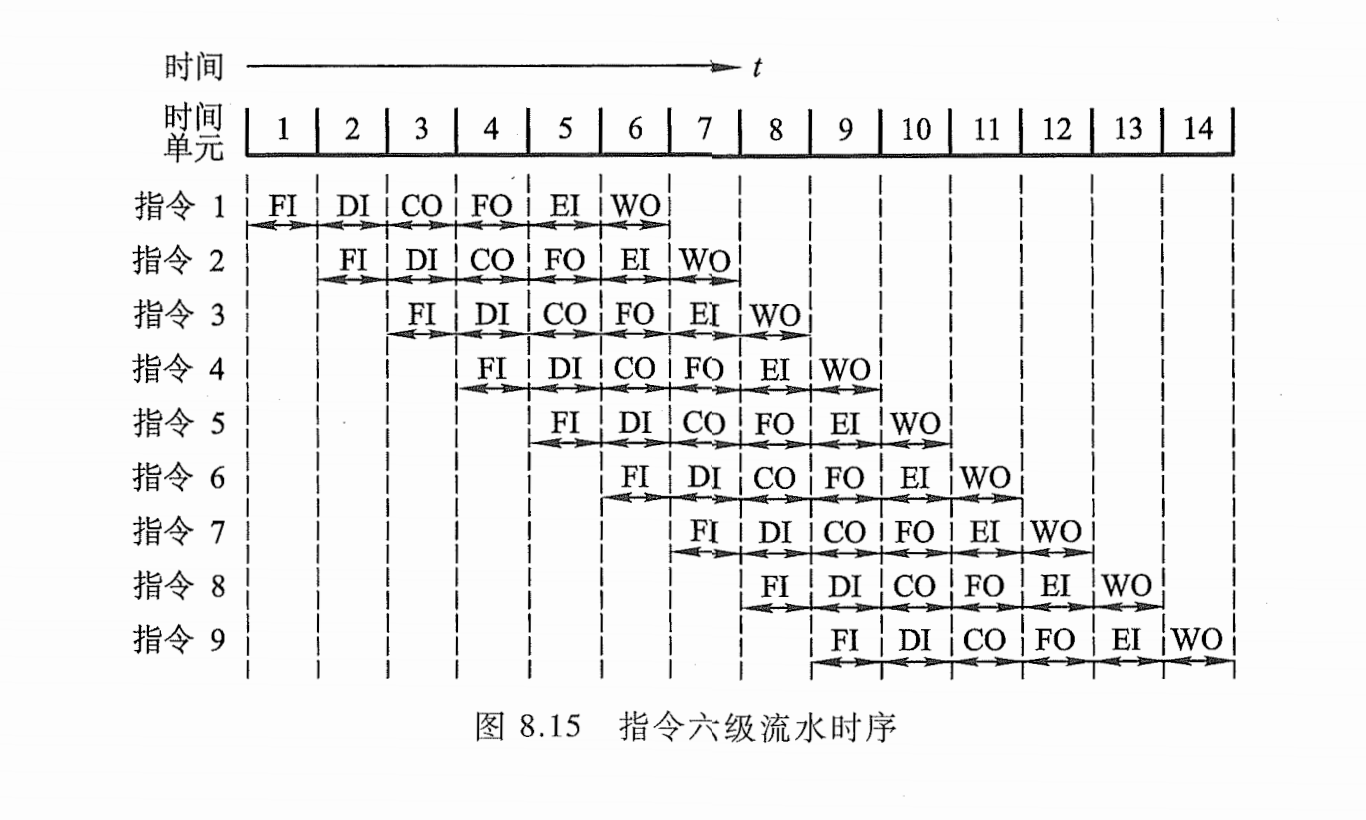 时间 t
时间单元 1 2 3 4 5 6 7 8 9 10 11 12 13 14
指令 1 FI DI CO FO EI WO
指令 2 FI DI CO FO EI WO
指令 3 FI DI CO FO EI WO
指令 4 FI DI CO FO EI WO
指令 5 FI DI CO FO EI WO
指令 6 FI DI CO FO EI WO
指令 7 FI DI CO FO EI WO
指令 8 FI DI CO FO EI WO
指令 9 FI DI CO FO EI WO
图 8.15 指令六级流水时序